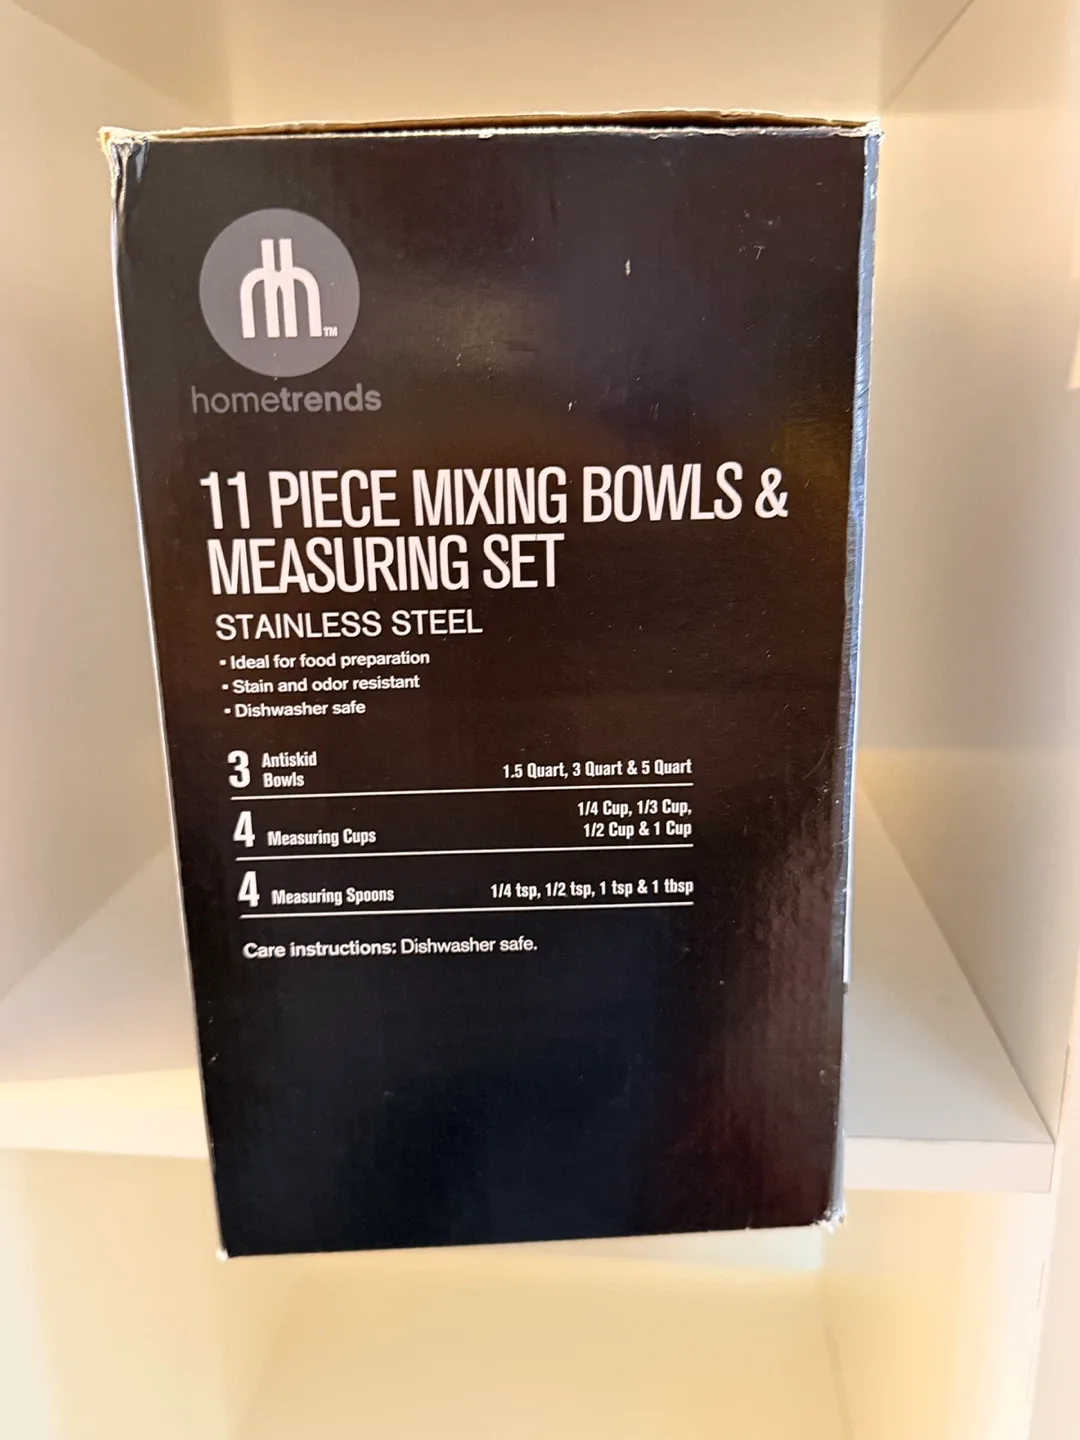 TM
hometrends
11 PIECE MIXING BOWLS &
MEASURING SET
STAINLESS STEEL
• Ideal for food preparation
• Stain and odor resistant
• Dishwasher safe
3 Antiskid Bowls 1.5 Quart, 3 Quart & 5 Quart
4 Measuring Cups 1/4 Cup, 1/3 Cup,
1/2 Cup & 1 Cup
4 Measuring Spoons 1/4 tsp, 1/2 tsp, 1 tsp & 1 tbsp
Care instructions: Dishwasher safe.